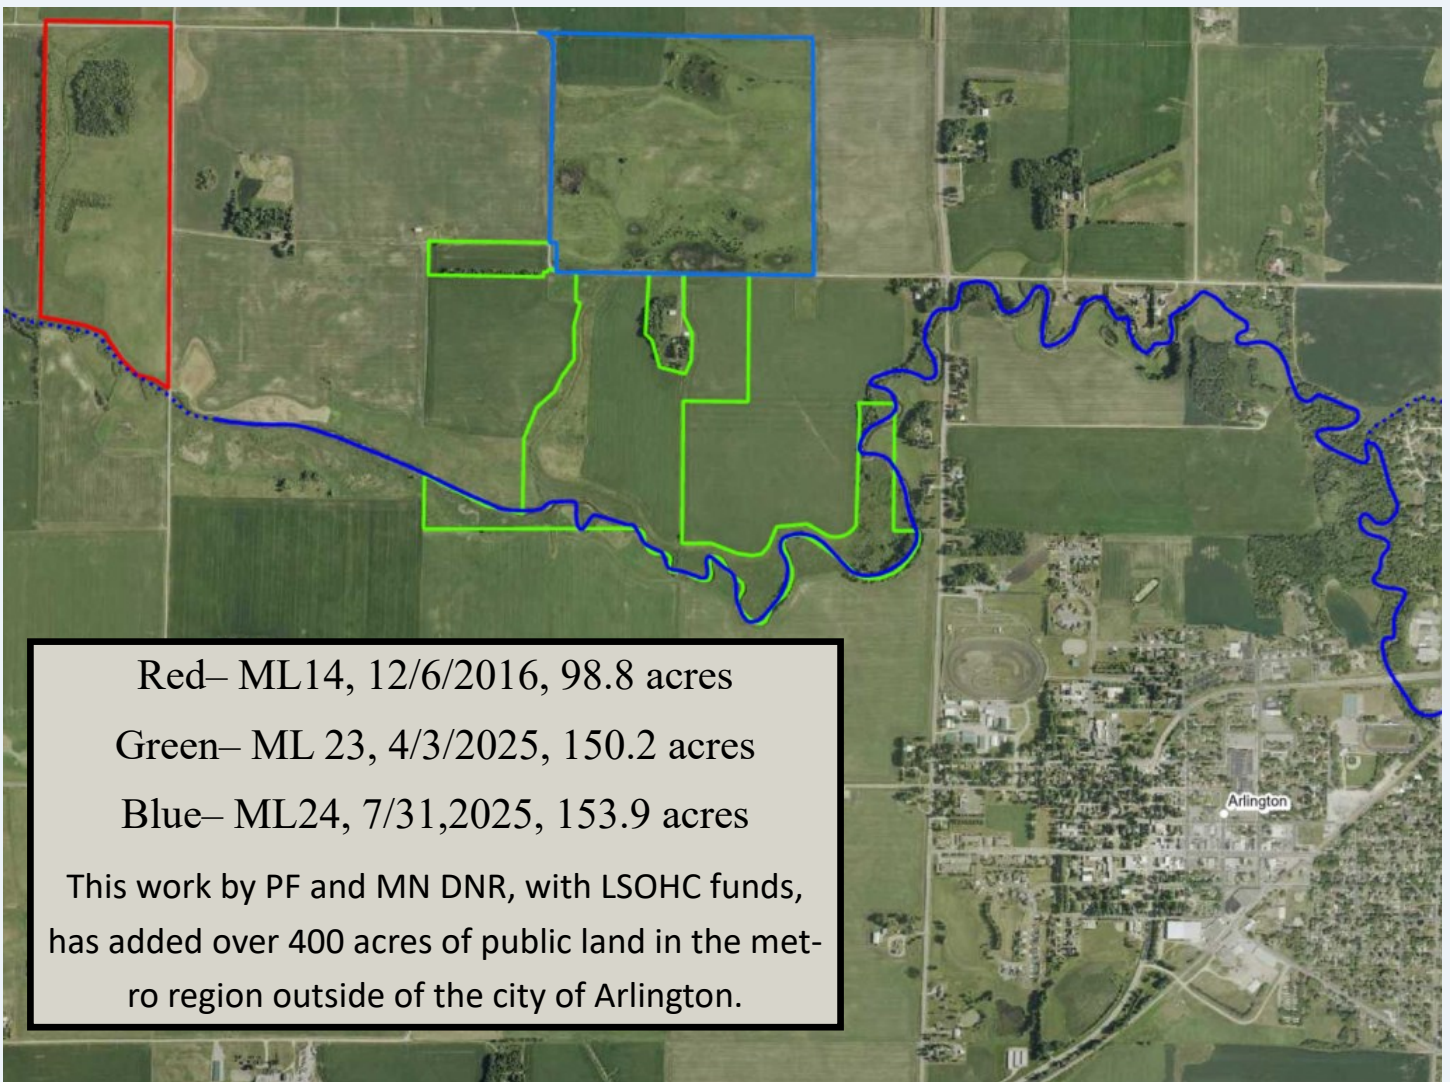 Red– ML14, 12/6/2016, 98.8 acres
Green– ML 23, 4/3/2025, 150.2 acres
Blue– ML24, 7/31,2025, 153.9 acres
This work by PF and MN DNR, with LSOHC funds,
has added over 400 acres of public land in the met-
ro region outside of the city of Arlington.
Arlington